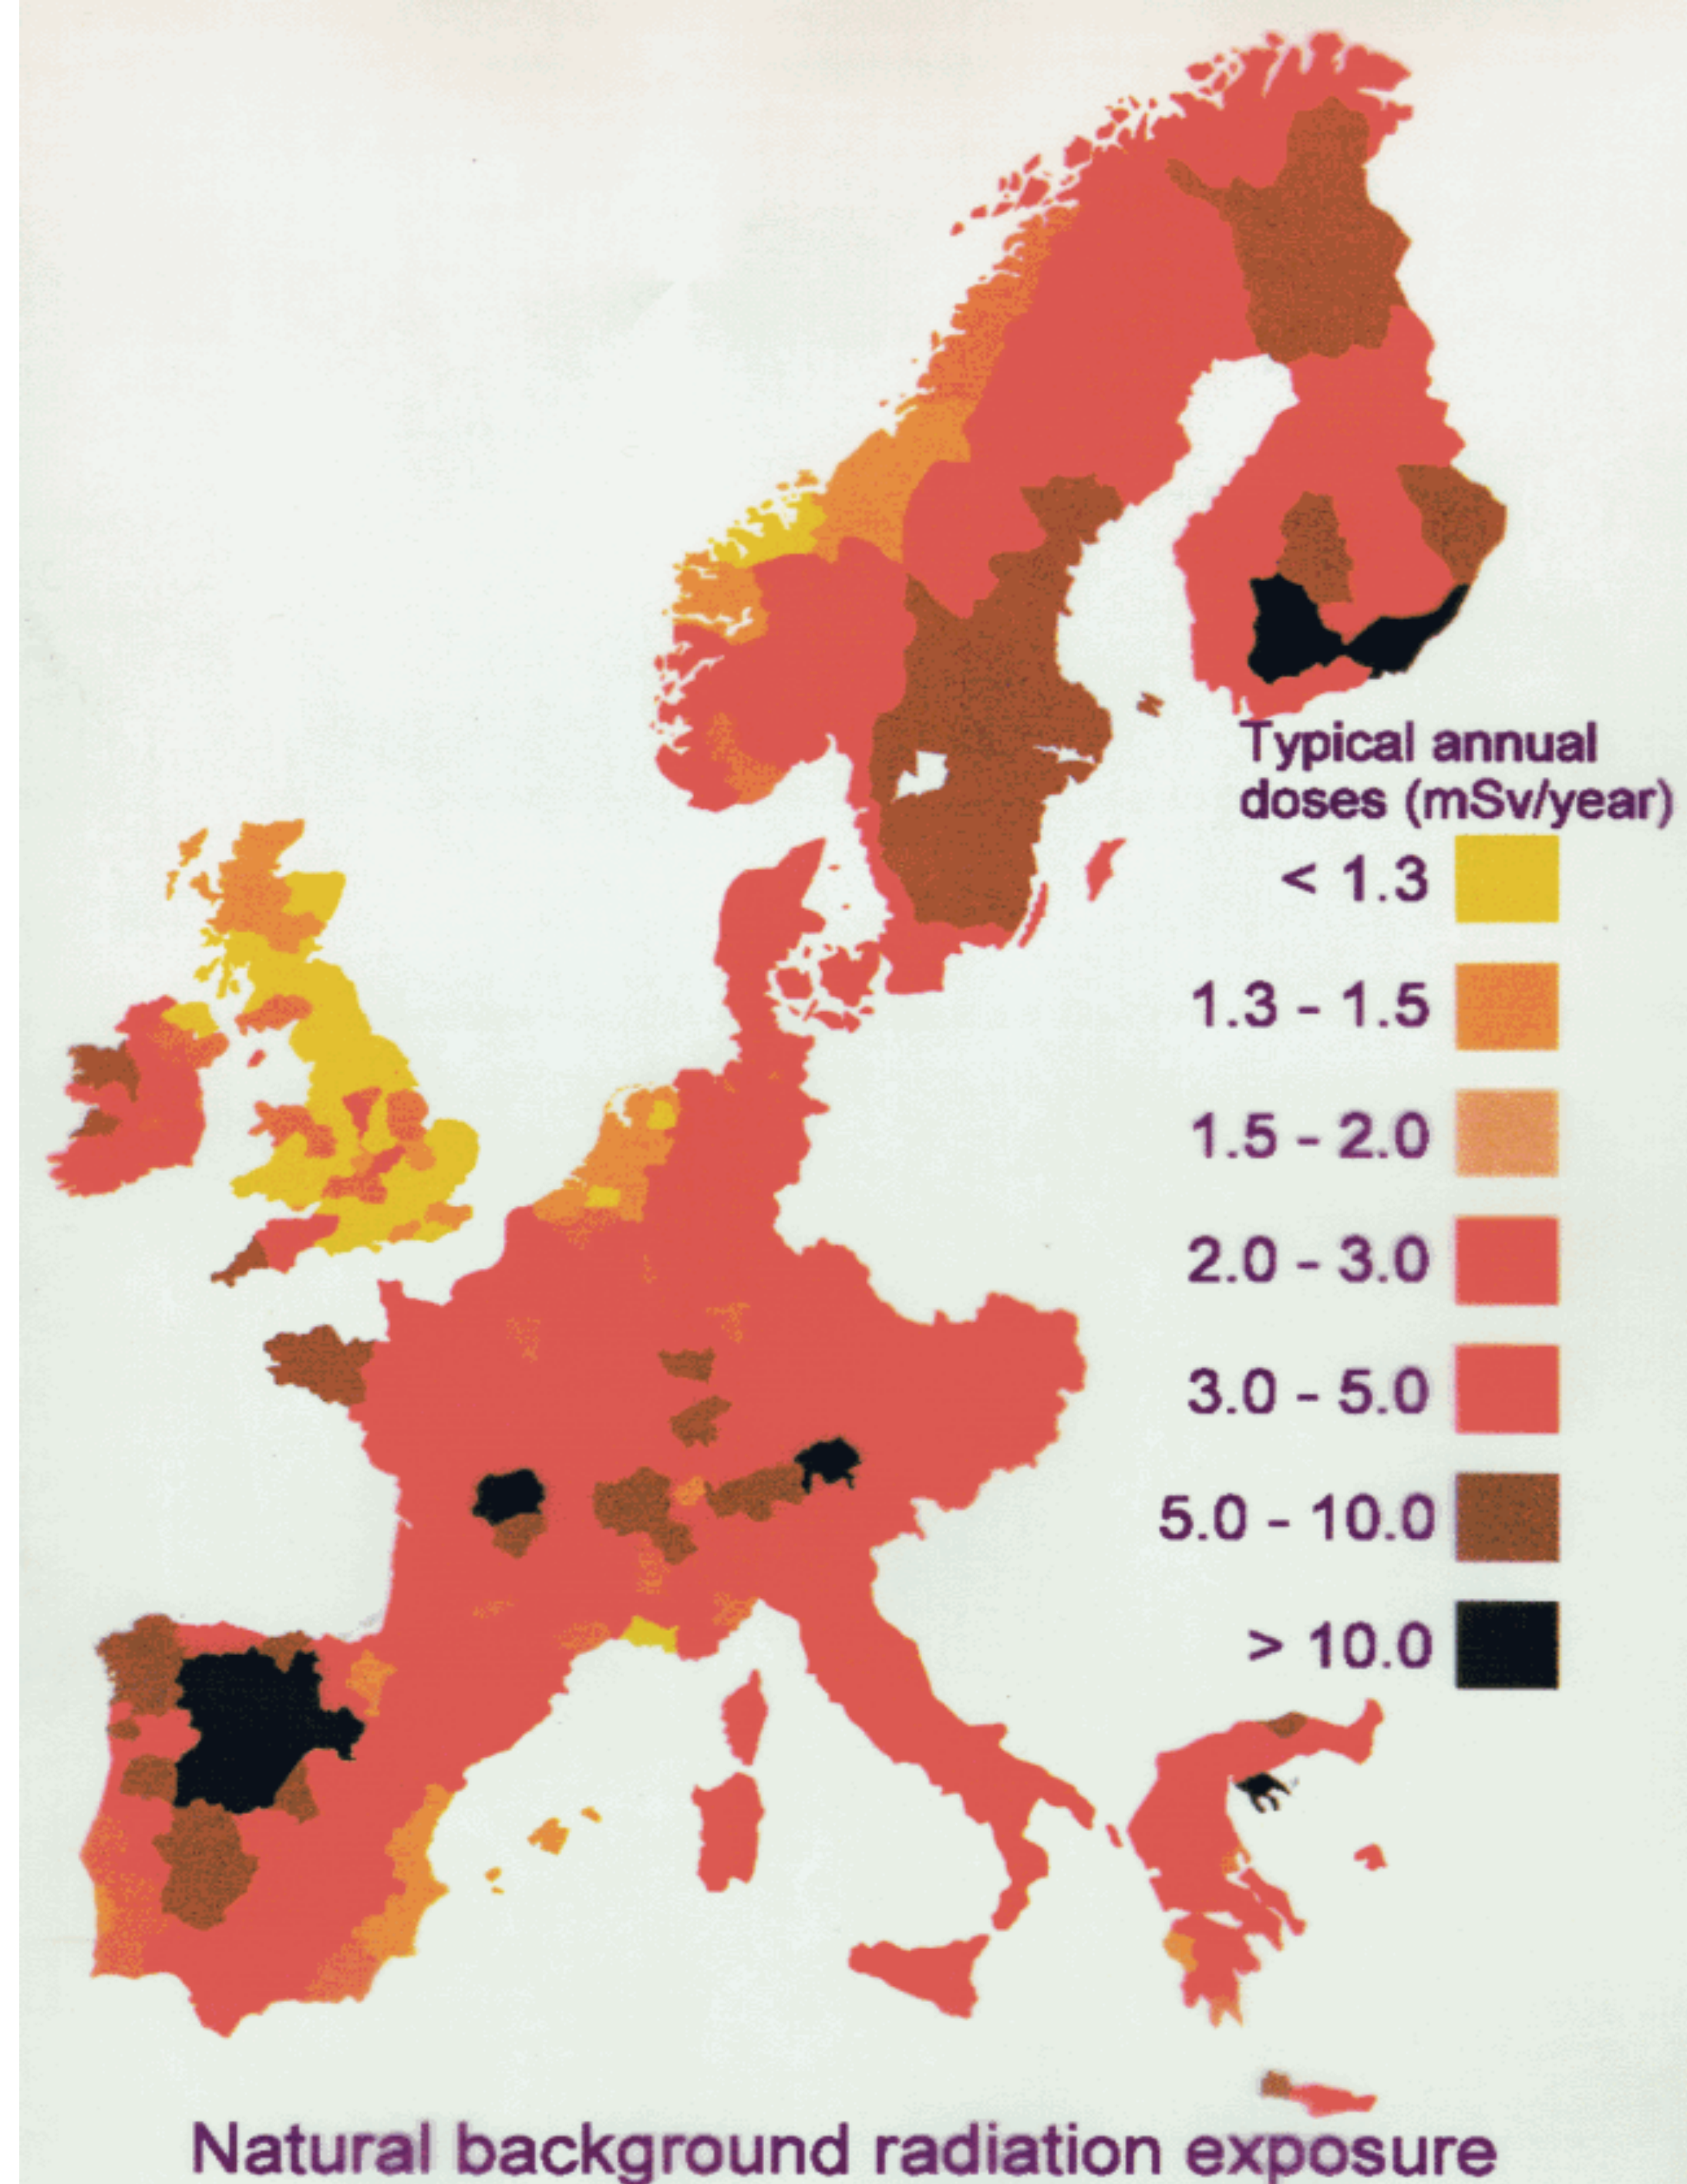 Typical annual
doses (mSv/year)
< 1.3
1.3 - 1.5
1.5 - 2.0
2.0 - 3.0
3.0 - 5.0
5.0 - 10.0
> 10.0
Natural background radiation exposure